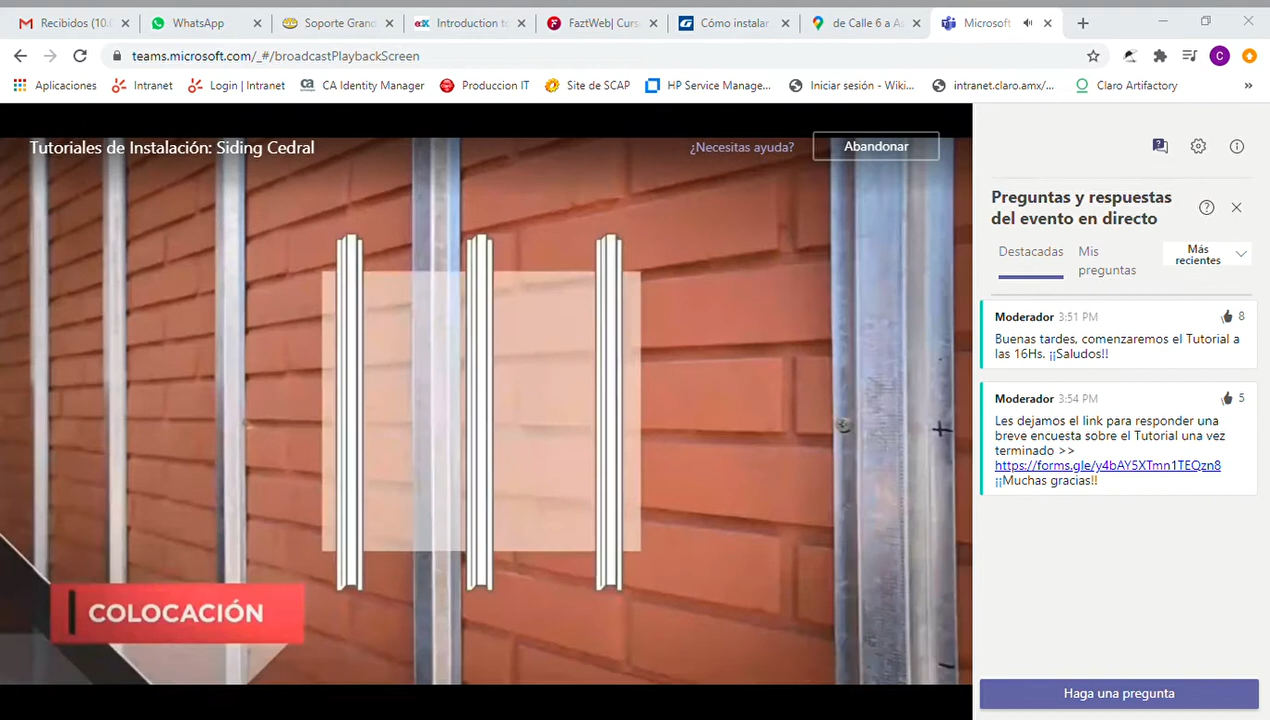 Recibidos (10.
WhatsApp
Soporte Grand
Introduction to
FaztWeb| Curs
Cómo instalar
de Calle 6 a A
Microsoft
teams.microsoft.com/_#/broadcastPlaybackScreen
C
Aplicaciones
Intranet
Login | Intranet
CA Identity Manager
Produccion IT
Site de SCAP
HP Service Manage...
Iniciar sesión - Wiki...
intranet.claro.amx/...
Claro Artifactory
»
Tutoriales de Instalación: Siding Cedral
¿Necesitas ayuda?
Abandonar
COLOCACIÓN
Preguntas y respuestas
del evento en directo
Destacadas
Mis
preguntas
Más
recientes
Moderador 3:51 PM
8
Buenas tardes, comenzaremos el Tutorial a
las 16Hs. ¡¡Saludos!!
Moderador 3:54 PM
5
Les dejamos el link para responder una
breve encuesta sobre el Tutorial una vez
terminado >>
https://forms.gle/y4bAY5XTmn1TEQzn8
¡¡Muchas gracias!!
Haga una pregunta